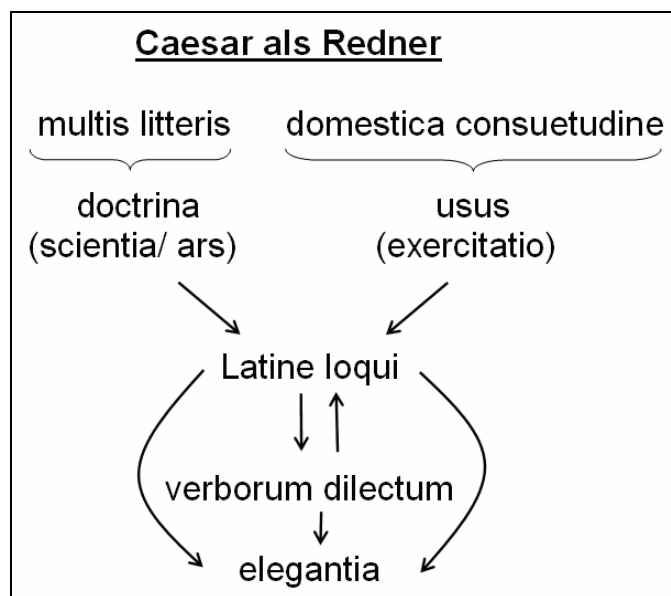 Caesar als Redner
multis litteris domestica consuetudine
doctrina usus
(scientia/ ars) (exercitatio)
Latine loqui
verborum dilectum
elegantia